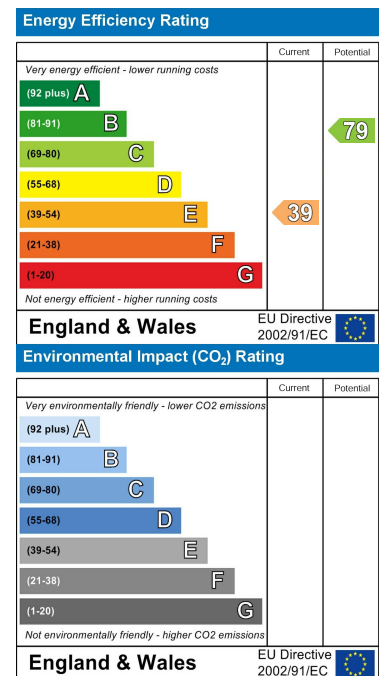 Energy Efficiency Rating
Current Potential
Very energy efficient - lower running costs
(92 plus) A
(81-91) B
79
(69-80) C
(55-68) D
(39-54) E
39
(21-38) F
(1-20) G
Not energy efficient - higher running costs
England & Wales
EU Directive
2002/91/EC
Environmental Impact (CO₂) Rating
Current Potential
Very environmentally friendly - lower CO2 emissions
(92 plus) A
(81-91) B
(69-80) C
(55-68) D
(39-54) E
(21-38) F
(1-20) G
Not environmentally friendly - higher CO2 emissions
England & Wales
EU Directive
2002/91/EC